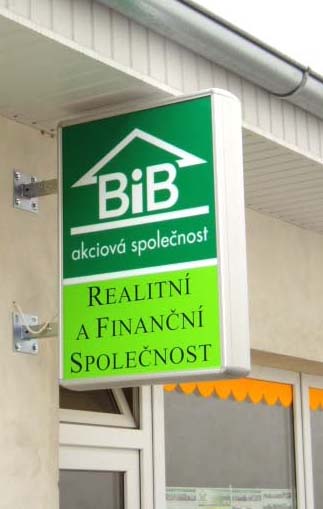 BiB
akciová společnost
REALITNÍ
A FINANČNÍ
SPOLEČNOST